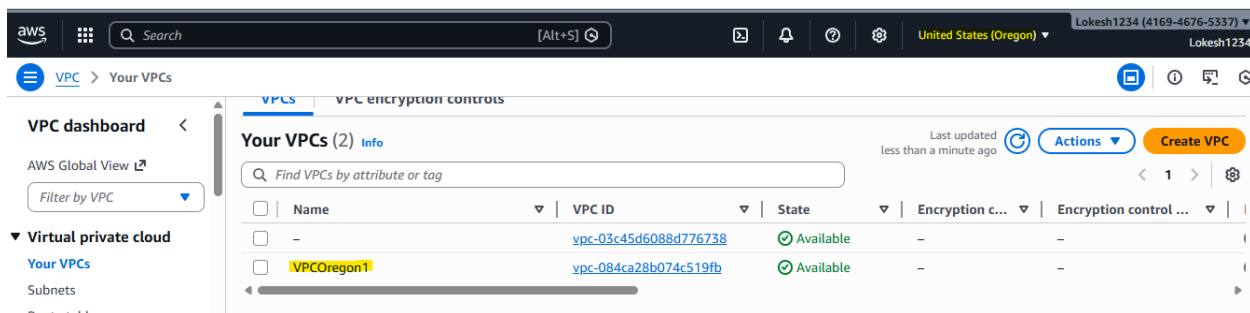 aws
Search [Alt+S]
United States (Oregon)
Lokesh1234 (4169-4676-5337)
Lokesh1234
VPC > Your VPCs
VPCs VPC encryption controls
VPC dashboard
AWS Global View
Filter by VPC
Virtual private cloud
Your VPCs
Subnets
Your VPCs (2) Info
Last updated
less than a minute ago
Actions
Create VPC
Find VPCs by attribute or tag
1
Name VPC ID State Encryption c... Encryption control ...
– vpc-03c45d6088d776738 Available – –
VPCOregon1 vpc-084ca28b074c519fb Available – –